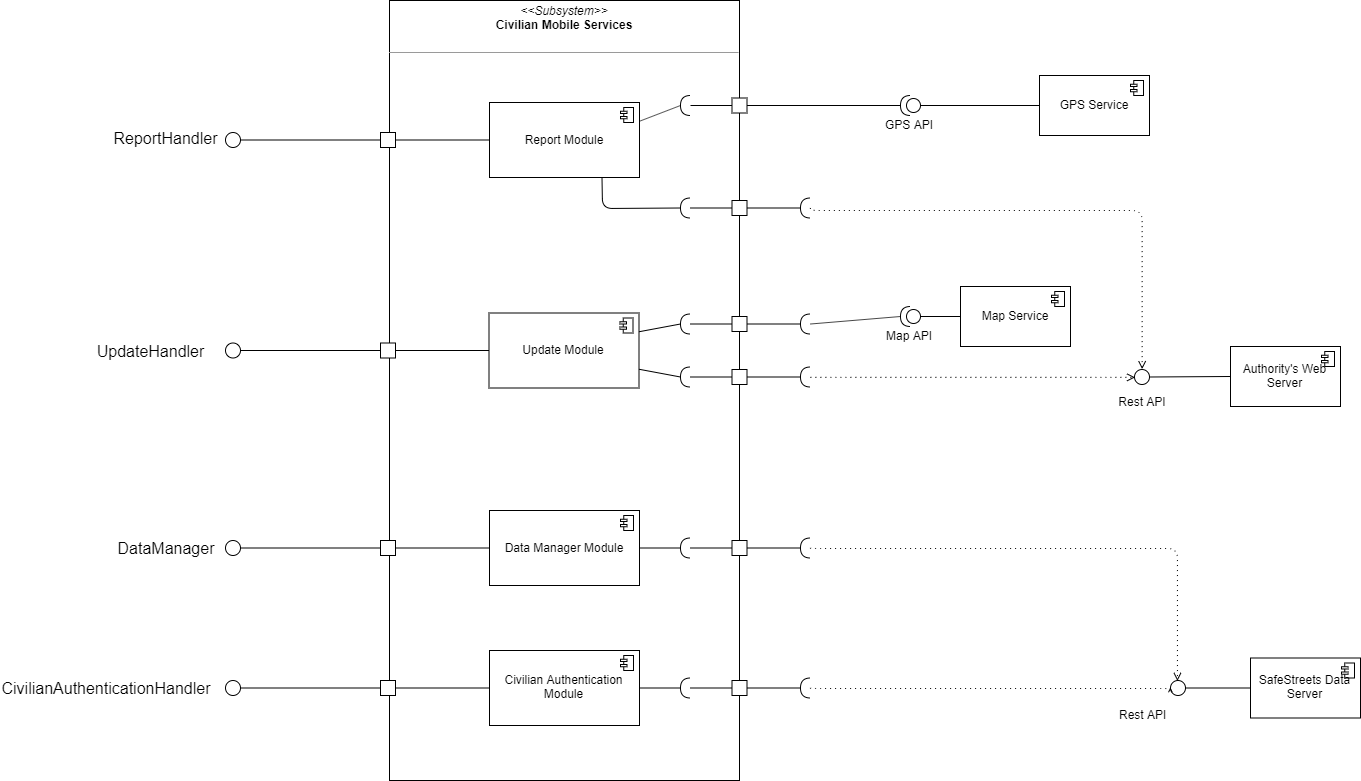 <<Subsystem>>
Civilian Mobile Services
GPS Service
GPS API
ReportHandler
Report Module
Map Service
Map API
UpdateHandler
Update Module
Authority's Web
Server
Rest API
DataManager
Data Manager Module
CivilianAuthenticationHandler
Civilian Authentication
Module
SafeStreets Data
Server
Rest API